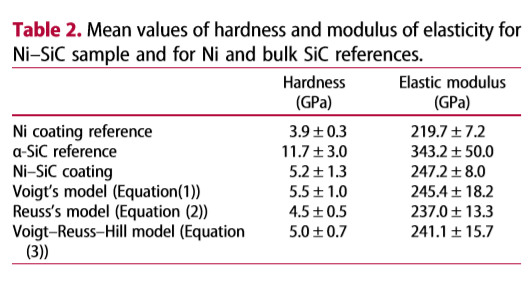 Table 2. Mean values of hardness and modulus of elasticity for
Ni–SiC sample and for Ni and bulk SiC references.
Hardness Elastic modulus
(GPa) (GPa)
Ni coating reference 3.9 ± 0.3 219.7 ± 7.2
α-SiC reference 11.7 ± 3.0 343.2 ± 50.0
Ni–SiC coating 5.2 ± 1.3 247.2 ± 8.0
Voigt's model (Equation(1)) 5.5 ± 1.0 245.4 ± 18.2
Reuss's model (Equation (2)) 4.5 ± 0.5 237.0 ± 13.3
Voigt–Reuss–Hill model (Equation 5.0 ± 0.7 241.1 ± 15.7
(3))